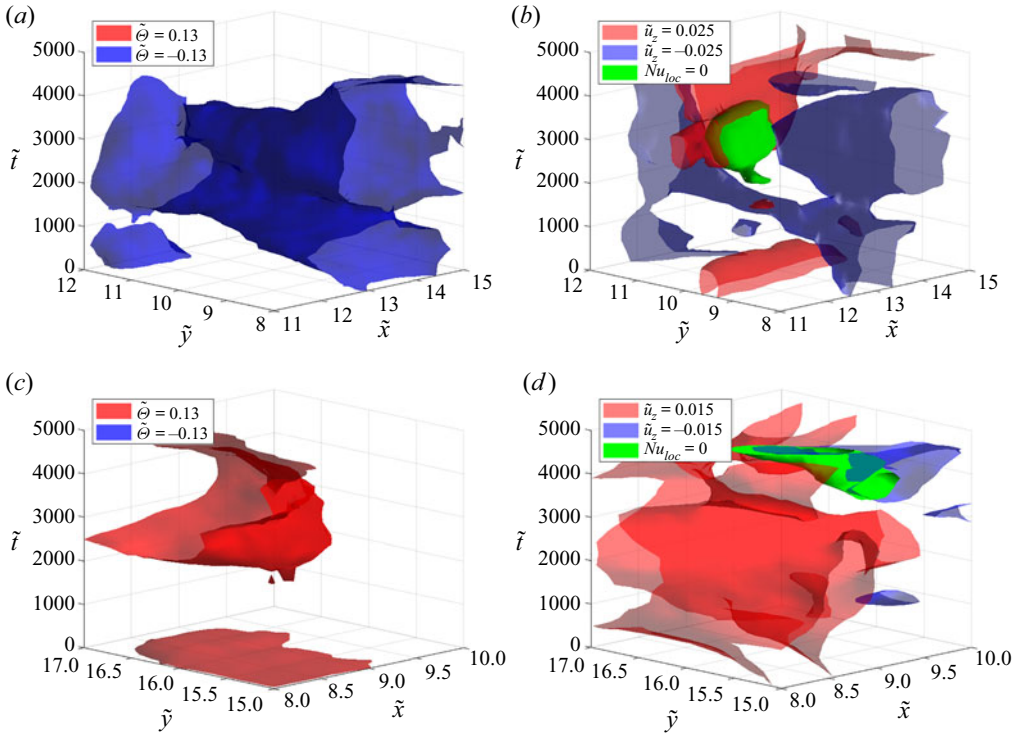 (a)
Θ̃ = 0.13
Θ̃ = –0.13
5000
4000
3000
t̃
2000
1000
0
12
11
10
9
8
ỹ
11
12
13
14
15
x̃
(b)
ũz = 0.025
ũz = –0.025
Nuloc = 0
5000
4000
3000
t̃
2000
1000
0
12
11
10
9
8
ỹ
11
12
13
14
15
x̃
(c)
Θ̃ = 0.13
Θ̃ = –0.13
5000
4000
3000
t̃
2000
1000
0
17.0
16.5
16.0
15.5
15.0
ỹ
8.0
8.5
9.0
9.5
10.0
x̃
(d)
ũz = 0.015
ũz = –0.015
Nuloc = 0
5000
4000
3000
t̃
2000
1000
0
17.0
16.5
16.0
15.5
15.0
ỹ
8.0
8.5
9.0
9.5
10.0
x̃